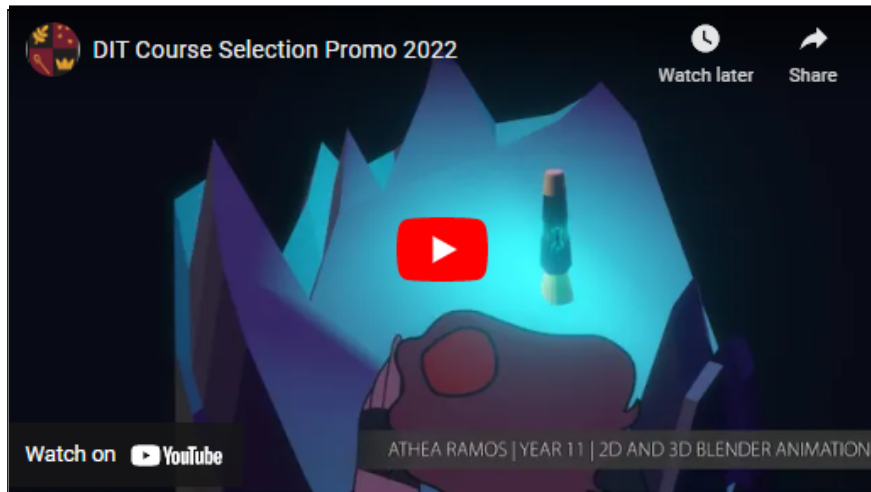 DIT Course Selection Promo 2022
Watch later
Share
Watch on YouTube
ATHEA RAMOS | YEAR 11 | 2D AND 3D BLENDER ANIMATION